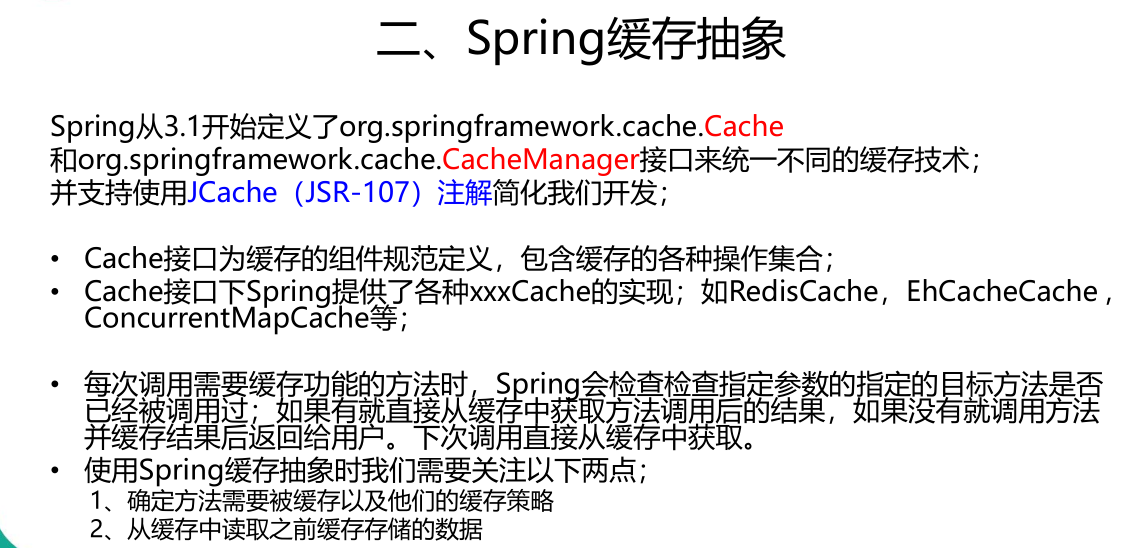 二、Spring缓存抽象
Spring从3.1开始定义了org.springframework.cache.Cache
和org.springframework.cache.CacheManager接口来统一不同的缓存技术;
并支持使用JCache（JSR-107）注解简化我们开发;
• Cache接口为缓存的组件规范定义，包含缓存的各种操作集合;
• Cache接口下Spring提供了各种xxxCache的实现；如RedisCache，EhCacheCache ,
ConcurrentMapCache等;
• 每次调用需要缓存功能的方法时，Spring会检查检查指定参数的指定的目标方法是否
已经被调用过；如果有就直接从缓存中获取方法调用后的结果，如果没有就调用方法
并缓存结果后返回给用户。下次调用直接从缓存中获取。
• 使用Spring缓存抽象时我们需要关注以下两点;
1、确定方法需要被缓存以及他们的缓存策略
2、从缓存中读取之前缓存存储的数据